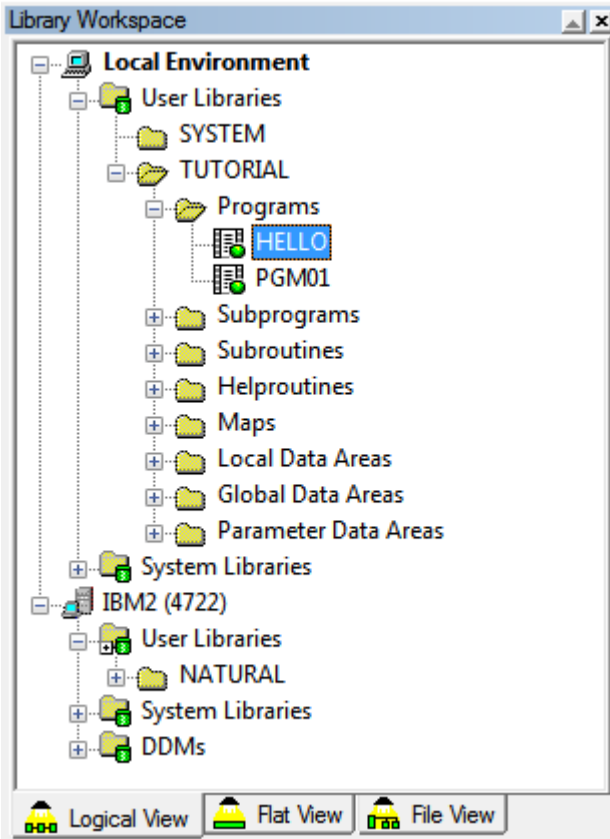 Library Workspace
Local Environment
User Libraries
SYSTEM
TUTORIAL
Programs
HELLO
PGM01
Subprograms
Subroutines
Helproutines
Maps
Local Data Areas
Global Data Areas
Parameter Data Areas
System Libraries
IBM2 (4722)
User Libraries
NATURAL
System Libraries
DDMs
Logical View Flat View File View